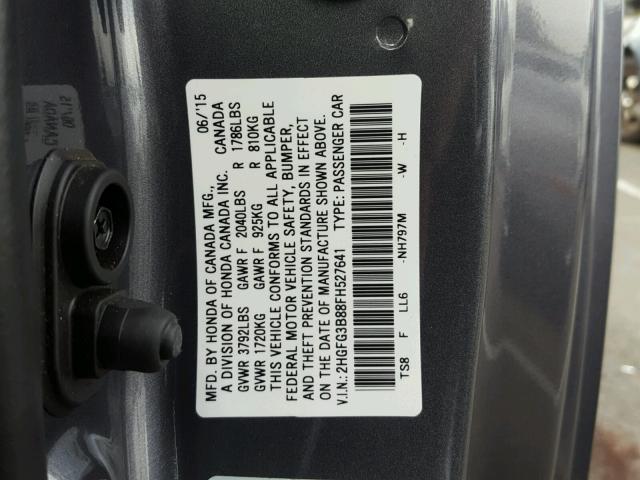 MFD. BY HONDA OF CANADA MFG., 06/'15
A DIVISION OF HONDA CANADA INC. CANADA
GVWR 3792LBS GAWR F 2040LBS R 1786LBS
GVWR 1720KG GAWR F 925KG R 810KG
THIS VEHICLE CONFORMS TO ALL APPLICABLE
FEDERAL MOTOR VEHICLE SAFETY, BUMPER,
AND THEFT PREVENTION STANDARDS IN EFFECT
ON THE DATE OF MANUFACTURE SHOWN ABOVE.
V.I.N.: 2HGFG3B88FH527641 TYPE: PASSENGER CAR
TS8 F LL6 -NH797M -W -H